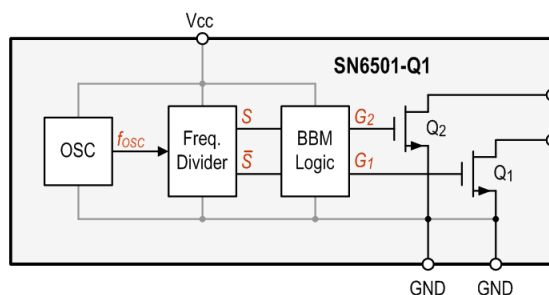 Vcc
SN6501-Q1
OSC
fOSC
Freq.
Divider
S
S̅
BBM
Logic
G2
G1
Q2
Q1
GND
GND